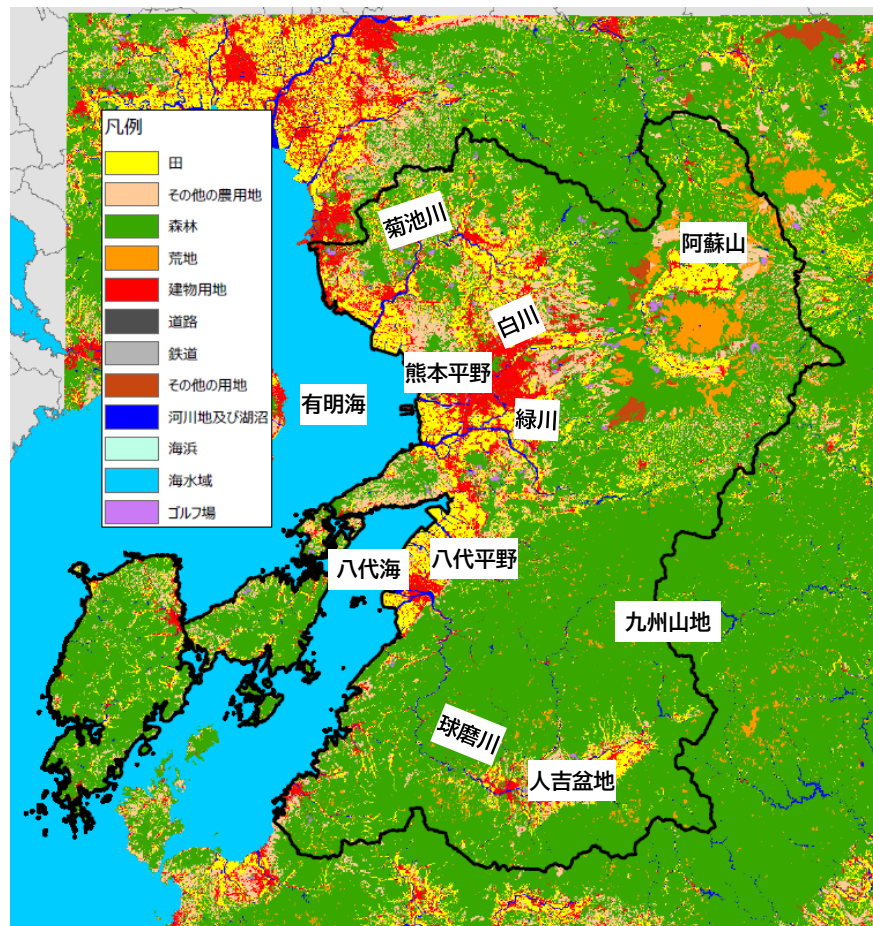 凡例
田
その他の農用地
森林
荒地
建物用地
道路
鉄道
その他の用地
河川地及び湖沼
海浜
海水域
ゴルフ場
菊池川
阿蘇山
白川
熊本平野
有明海
緑川
八代海
八代平野
九州山地
球磨川
人吉盆地